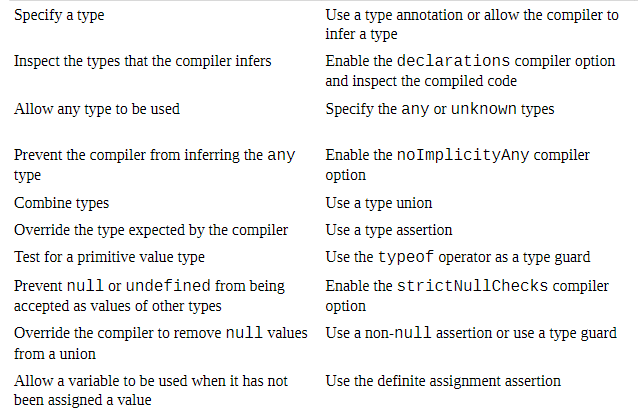 Specify a type
Use a type annotation or allow the compiler to
infer a type
Inspect the types that the compiler infers
Enable the declarations compiler option
and inspect the compiled code
Allow any type to be used
Specify the any or unknown types
Prevent the compiler from inferring the any
type
Enable the noImplicityAny compiler
option
Combine types
Use a type union
Override the type expected by the compiler
Use a type assertion
Test for a primitive value type
Use the typeof operator as a type guard
Prevent null or undefined from being
accepted as values of other types
Enable the strictNullChecks compiler
option
Override the compiler to remove null values
from a union
Use a non-null assertion or use a type guard
Allow a variable to be used when it has not
been assigned a value
Use the definite assignment assertion